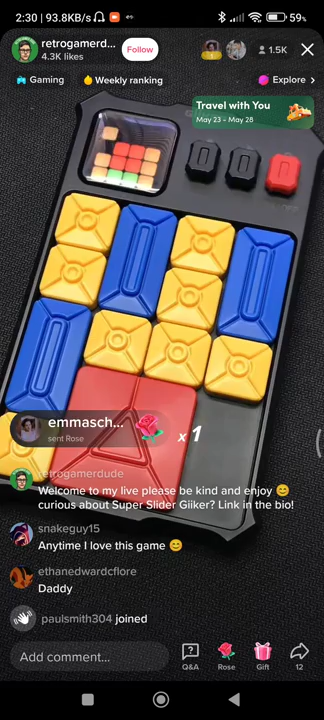 2:30 | 93.8KB/s
59%
retrogamerd...
4.3K likes
Follow
1.5K
Gaming
Weekly ranking
Explore >
Travel with You
May 23 - May 28
emmasch...
sent Rose
x 1
retrogamerdude
Welcome to my live please be kind and enjoy 😊
curious about Super Slider Giiker? Link in the bio!
snakeguy15
Anytime I love this game 😊
ethanedwardcflore
Daddy
paulsmith304 joined
Add comment...
Q&A
Rose
Gift
12